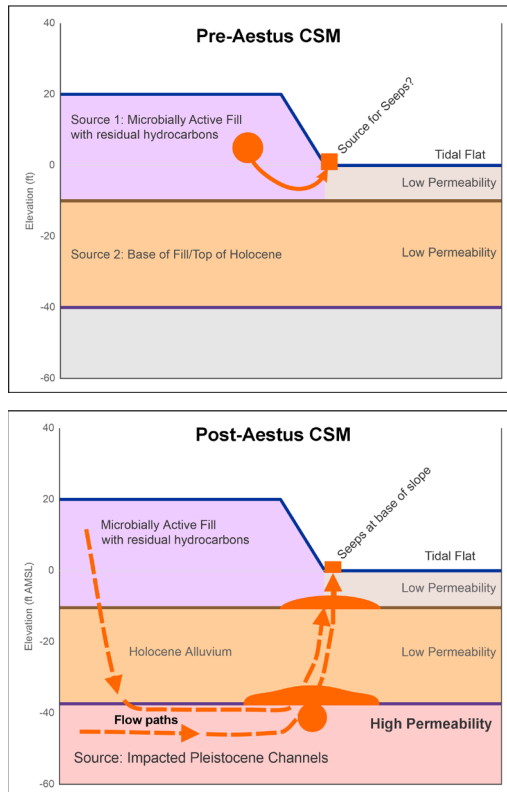 Pre-Aestus CSM
40
20
0
-20
-40
-60
Elevation (ft)
Source 1: Microbially Active Fill
with residual hydrocarbons
Source for Seeps?
Tidal Flat
Low Permeability
Source 2: Base of Fill/Top of Holocene
Low Permeability
Post-Aestus CSM
40
20
0
-20
-40
-60
Elevation (ft AMSL)
Microbially Active Fill
with residual hydrocarbons
Seeps at base of slope
Tidal Flat
Low Permeability
Holocene Alluvium
Low Permeability
Flow paths
High Permeability
Source: Impacted Pleistocene Channels